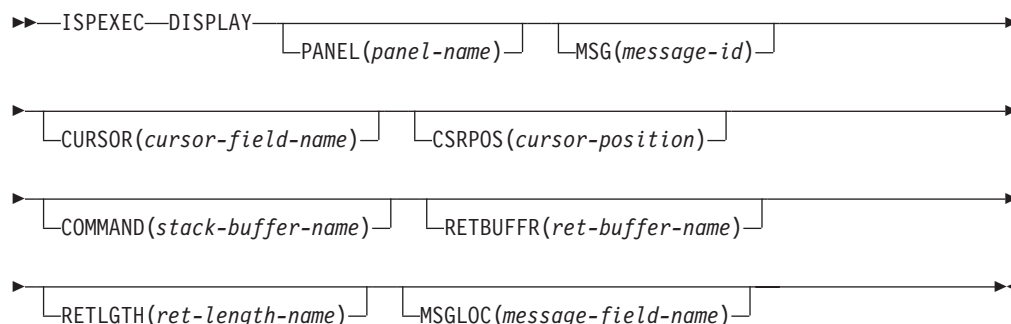 ISPEXEC DISPLAY
PANEL(panel-name) MSG(message-id)
CURSOR(cursor-field-name) CSRPOS(cursor-position)
COMMAND(stack-buffer-name) RETBUFFR(ret-buffer-name)
RETLGTH(ret-length-name) MSGLOC(message-field-name)